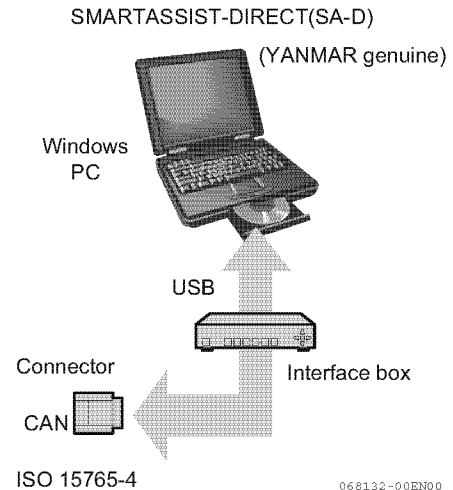 SMARTASSIST-DIRECT(SA-D)
(YANMAR genuine)
Windows
PC
USB
Interface box
Connector
CAN
ISO 15765-4
068132-00EN00